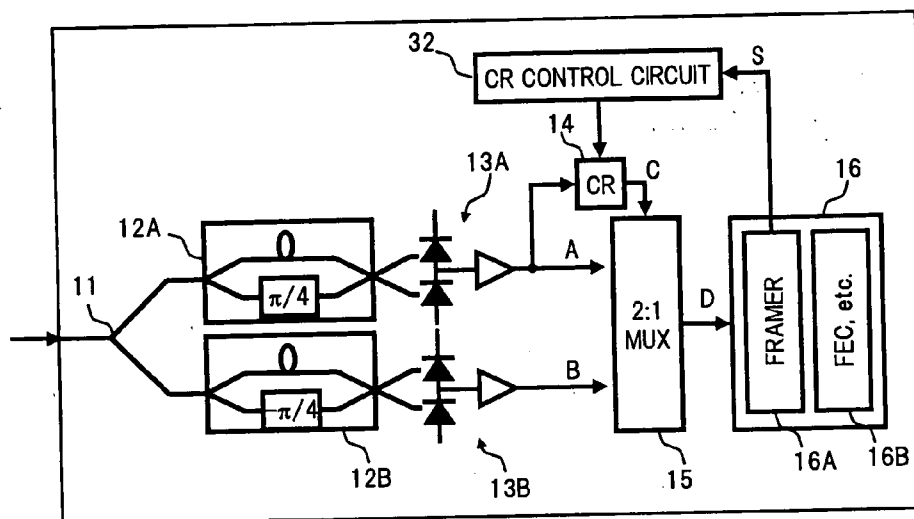 32
CR CONTROL CIRCUIT
S
14
CR
C
13A
16
12A
π/4
A
11
2:1
MUX
D
FRAMER
FEC, etc.
B
-π/4
12B
13B
15
16A
16B